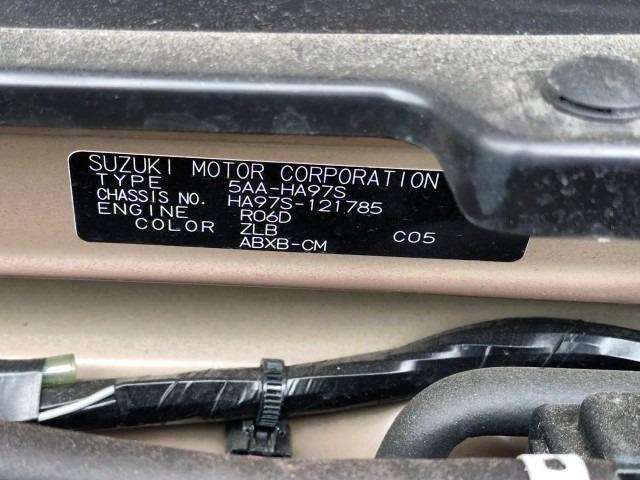 SUZUKI MOTOR CORPORATION
TYPE 5AA-HA97S
CHASSIS NO. HA97S-121785
ENGINE R06D
COLOR ZLB C05
ABXB-CM